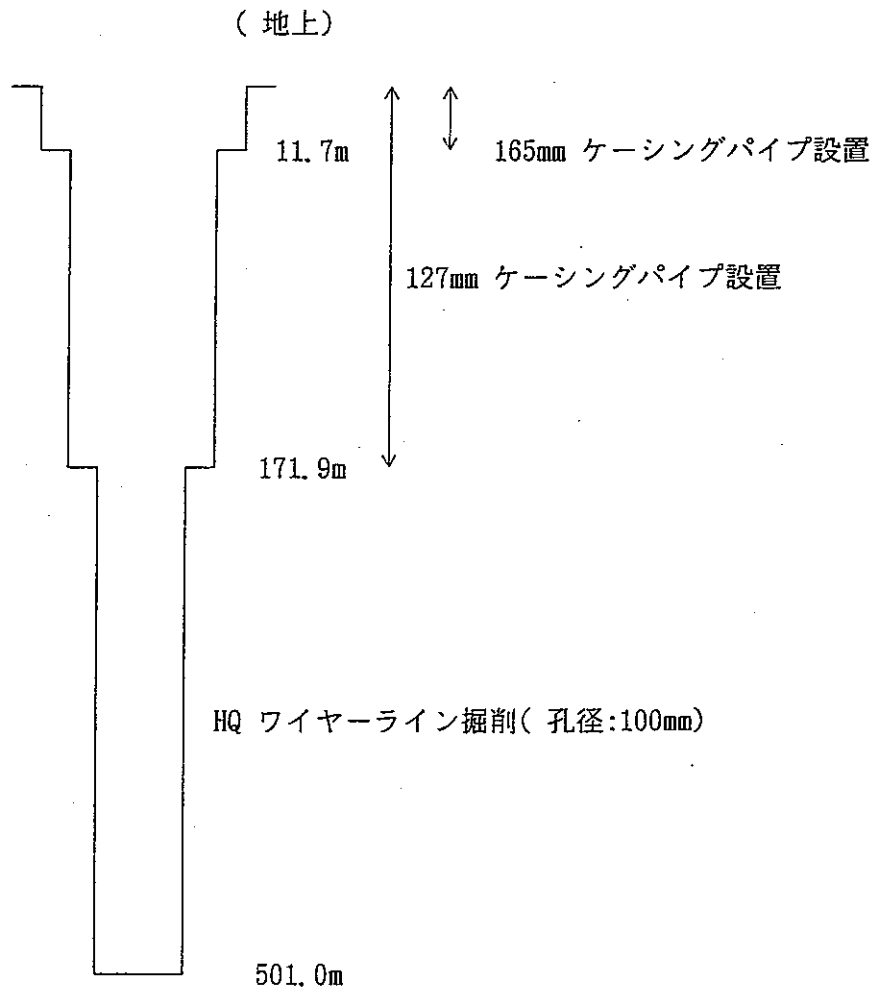 ( 地上)
11.7m 165mm ケーシングパイプ設置
127mm ケーシングパイプ設置
171.9m
HQ ワイヤーライン掘削( 孔径:100mm)
501.0m